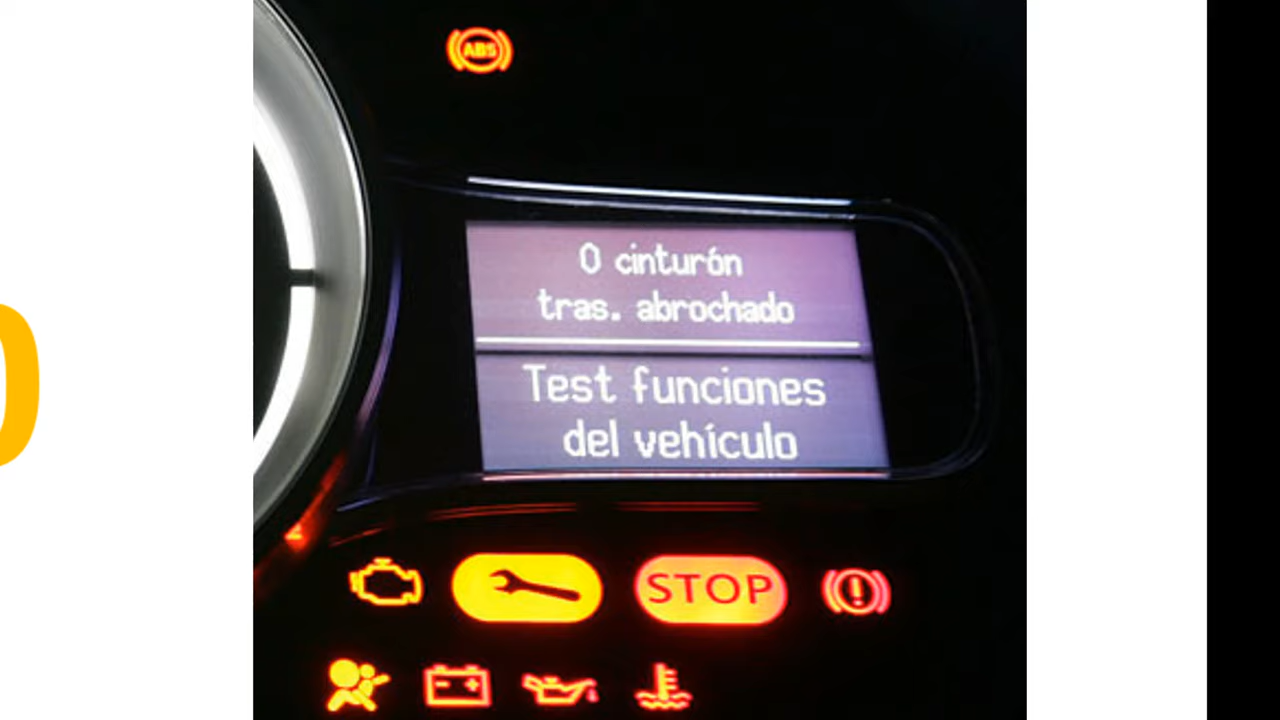 ABS
0 cinturón
tras. abrochado
Test funciones
del vehículo
STOP